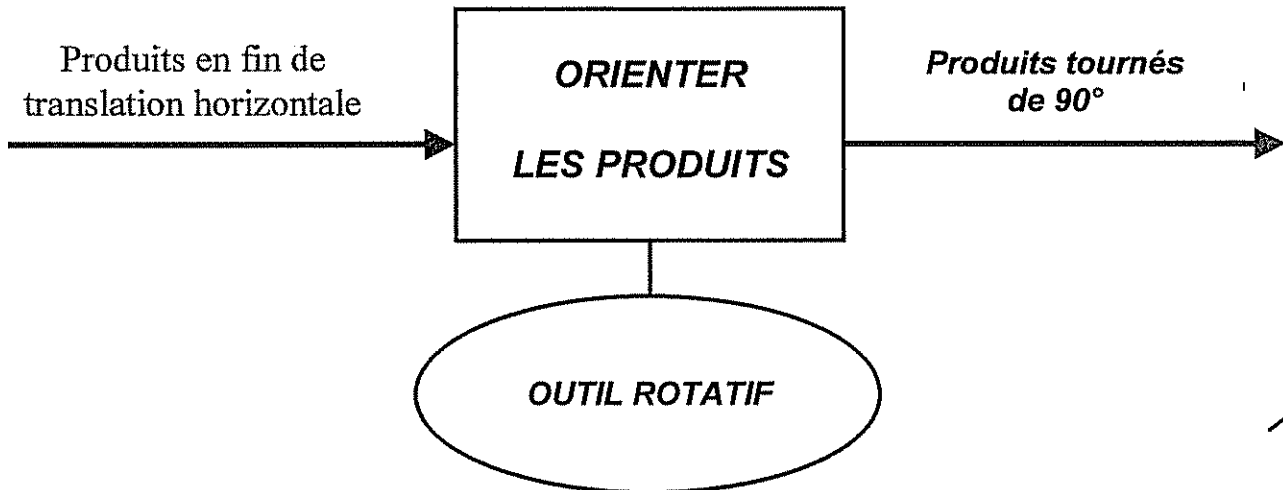 Produits en fin de
translation horizontale
ORIENTER
LES PRODUITS
Produits tournés
de 90°
OUTIL ROTATIF